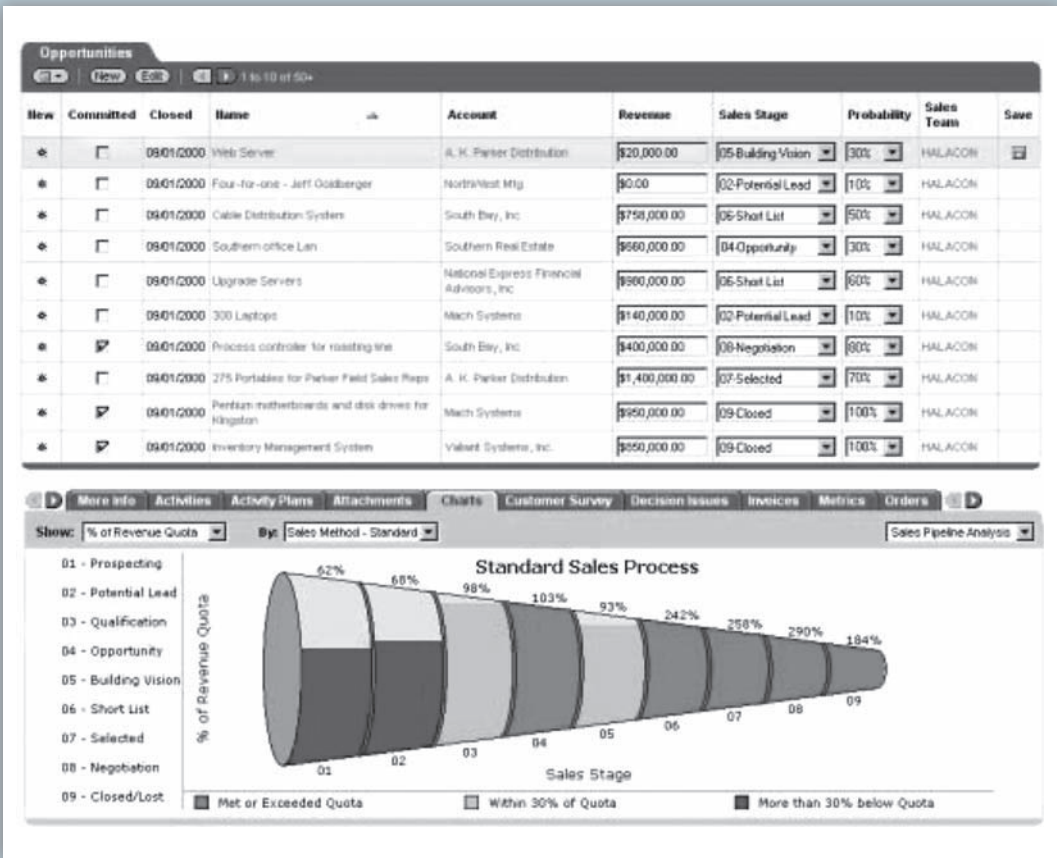 Opportunities
New Edit 1 to 10 of 50+
New Committed Closed Name Account Revenue Sales Stage Probability Sales Team Save
09/01/2000 Web Server A. K. Parker Distribution $20,000.00 05-Building Vision 30% HALACON
09/01/2000 Four-for-one - Jeff Goldberger NorthWest Mfg $0.00 02-Potential Lead 10% HALACON
09/01/2000 Cable Distribution System South Bay, Inc $758,000.00 06-Short List 50% HALACON
09/01/2000 Southern office Lan Southern Real Estate 04-Opportunity 30% HALACON
09/01/2000 Upgrade Servers National Express Financial Advisors, Inc 06-Short List 60% HALACON
09/01/2000 300 Laptops Mach Systems $140,000.00 02-Potential Lead 10% HALACON
09/01/2000 Process controller for roasting line South Bay, Inc $400,000.00 08-Negotiation 80% HALACON
09/01/2000 275 Portables for Parker Field Sales Reps A. K. Parker Distribution $1,400,000.00 07-Selected 70% HALACON
09/01/2000 Pentium motherboards and disk drives for Kingston Mach Systems $950,000.00 09-Closed 100% HALACON
09/01/2000 Inventory Management System Valiant Systems, Inc. $850,000.00 09-Closed 100% HALACON
More Info Activities Activity Plans Attachments Charts Customer Survey Decision Issues Invoices Metrics Orders
Show: % of Revenue Quota By: Sales Method - Standard Sales Pipeline Analysis
01 - Prospecting
02 - Potential Lead
03 - Qualification
04 - Opportunity
05 - Building Vision
06 - Short List
07 - Selected
08 - Negotiation
09 - Closed/Lost
% of Revenue Quota
Standard Sales Process
62% 68% 98% 103% 93% 242% 258% 290% 184%
01 02 03 04 05 06 07 08 09
Sales Stage
Met or Exceeded Quota Within 30% of Quota More than 30% below Quota